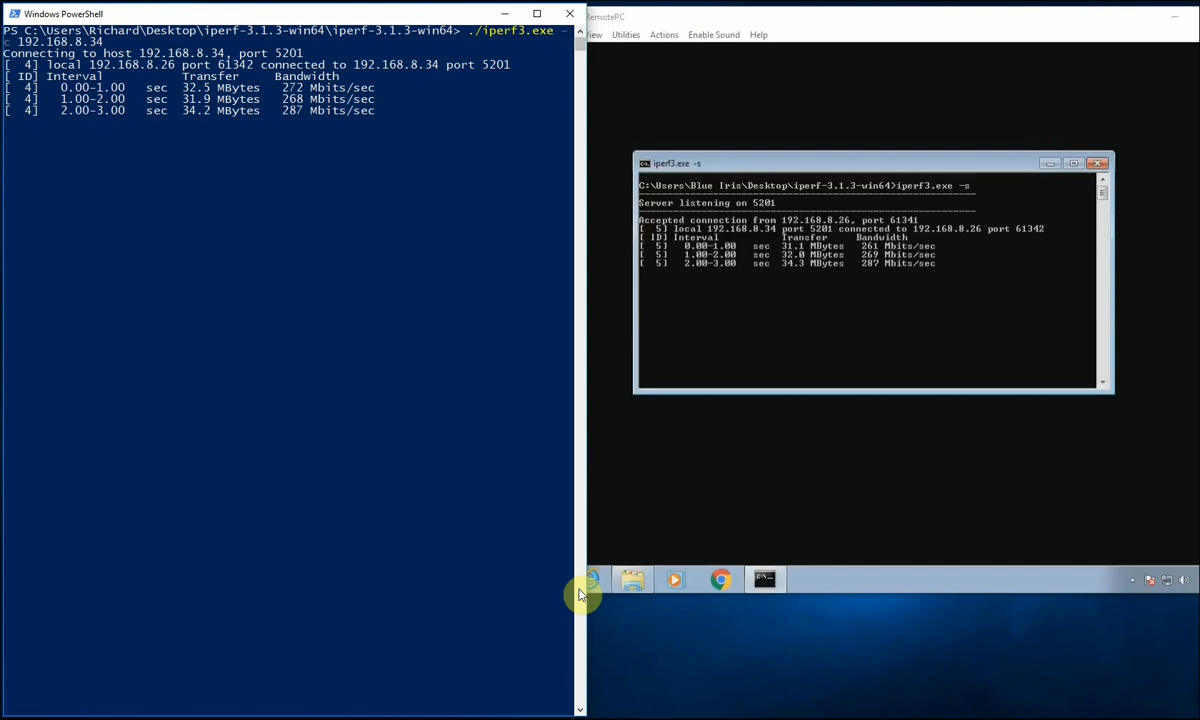 Windows PowerShell
PS C:\Users\Richard\Desktop\iperf-3.1.3-win64\iperf-3.1.3-win64> ./iperf3.exe -
c 192.168.8.34
Connecting to host 192.168.8.34, port 5201
[  4] local 192.168.8.26 port 61342 connected to 192.168.8.34 port 5201
[ ID] Interval           Transfer     Bandwidth
[  4]   0.00-1.00   sec  32.5 MBytes   272 Mbits/sec
[  4]   1.00-2.00   sec  31.9 MBytes   268 Mbits/sec
[  4]   2.00-3.00   sec  34.2 MBytes   287 Mbits/sec
RemotePC
View Utilities Actions Enable Sound Help
iperf3.exe -s
C:\Users\Blue Iris\Desktop\iperf-3.1.3-win64>iperf3.exe -s
-----------------------------------------------------------
Server listening on 5201
-----------------------------------------------------------
Accepted connection from 192.168.8.26, port 61341
[  5] local 192.168.8.34 port 5201 connected to 192.168.8.26 port 61342
[ ID] Interval           Transfer     Bandwidth
[  5]   0.00-1.00   sec  31.1 MBytes   261 Mbits/sec
[  5]   1.00-2.00   sec  32.0 MBytes   269 Mbits/sec
[  5]   2.00-3.00   sec  34.3 MBytes   287 Mbits/sec